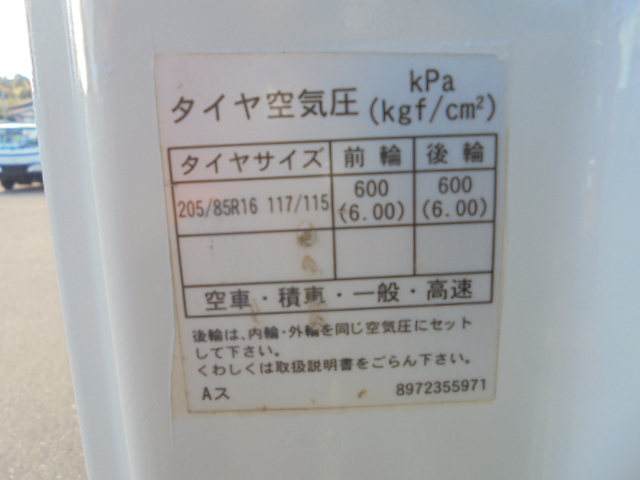 タイヤ空気圧 kPa (kgf/cm²)
タイヤサイズ 前輪 後輪
205/85R16 117/115 600 (6.00) 600 (6.00)
空車・積車・一般・高速
後輪は、内輪・外輪を同じ空気圧にセット
して下さい。
くわしくは取扱説明書をごらん下さい。
Aス 8972355971